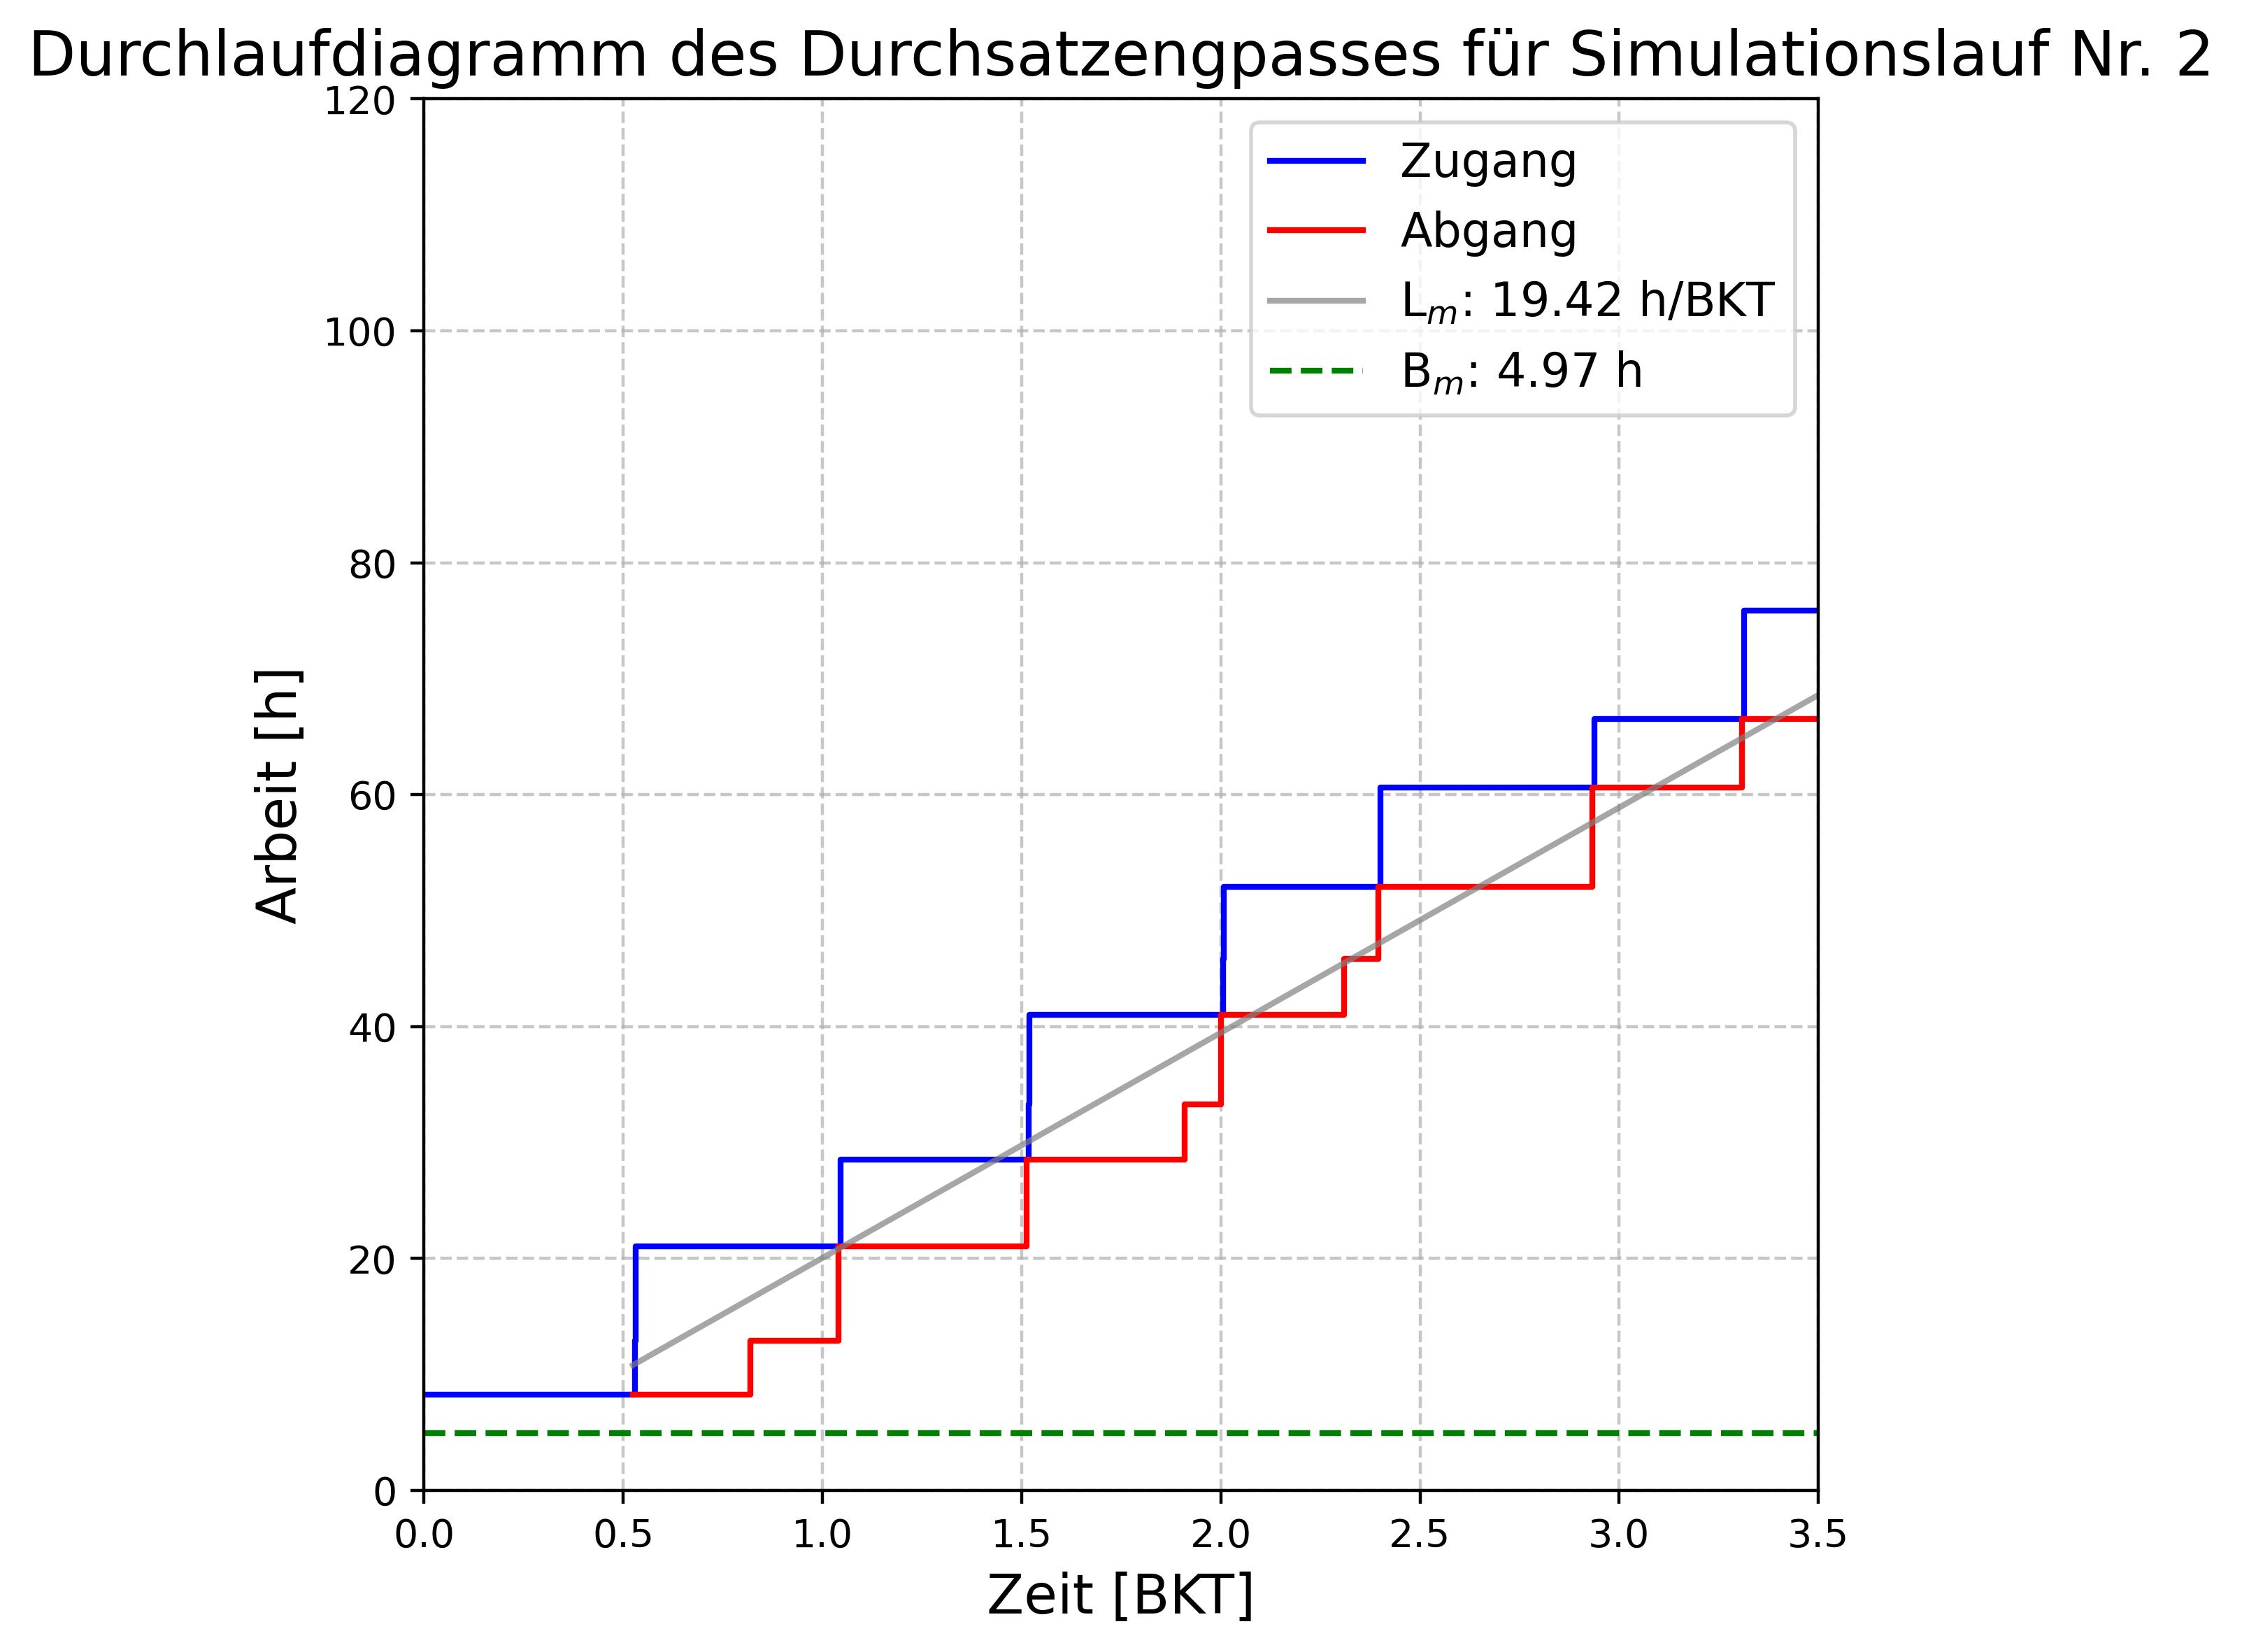 Durchlaufdiagramm des Durchsatzengpasses für Simulationslauf Nr. 2
120
100
80
60
40
20
0
Arbeit [h]
Zugang
Abgang
Lm: 19.42 h/BKT
Bm: 4.97 h
0.0 0.5 1.0 1.5 2.0 2.5 3.0 3.5
Zeit [BKT]